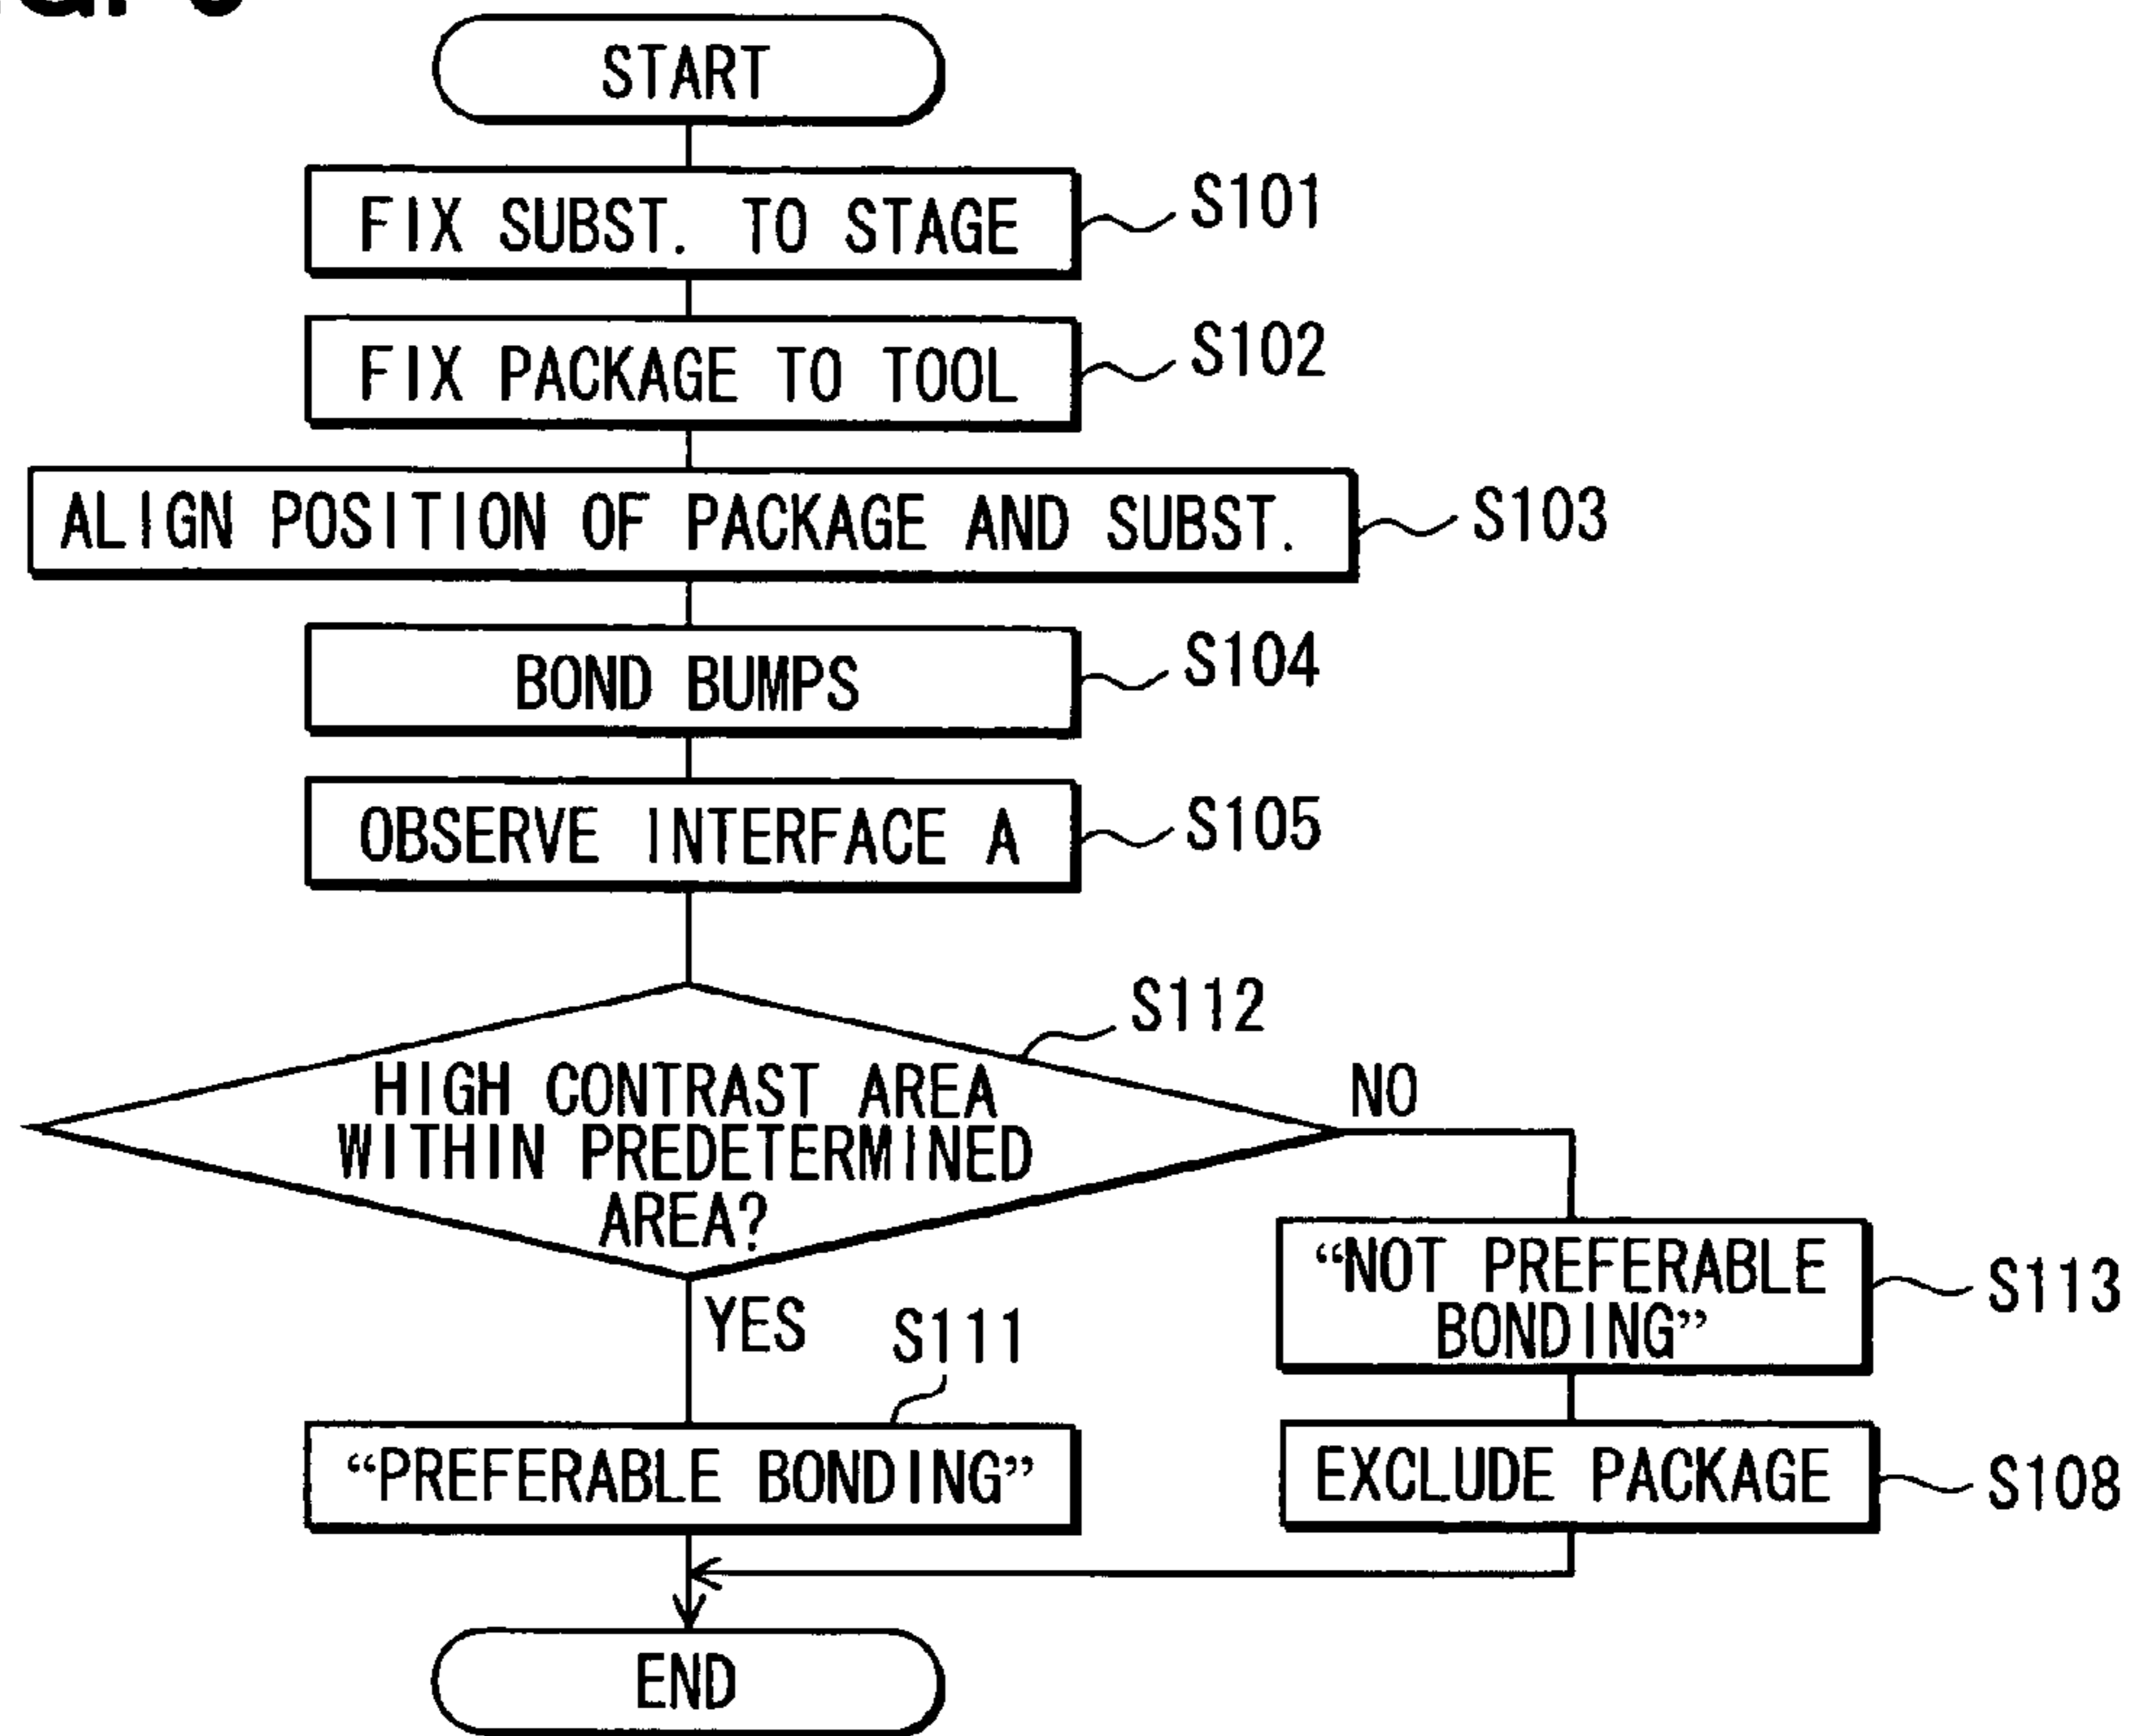 START
FIX SUBST. TO STAGE
S101
FIX PACKAGE TO TOOL
S102
ALIGN POSITION OF PACKAGE AND SUBST.
S103
BOND BUMPS
S104
OBSERVE INTERFACE A
S105
S112
HIGH CONTRAST AREA
WITHIN PREDETERMINED
AREA?
NO
YES
“NOT PREFERABLE
BONDING”
S113
S111
“PREFERABLE BONDING”
EXCLUDE PACKAGE
S108
END